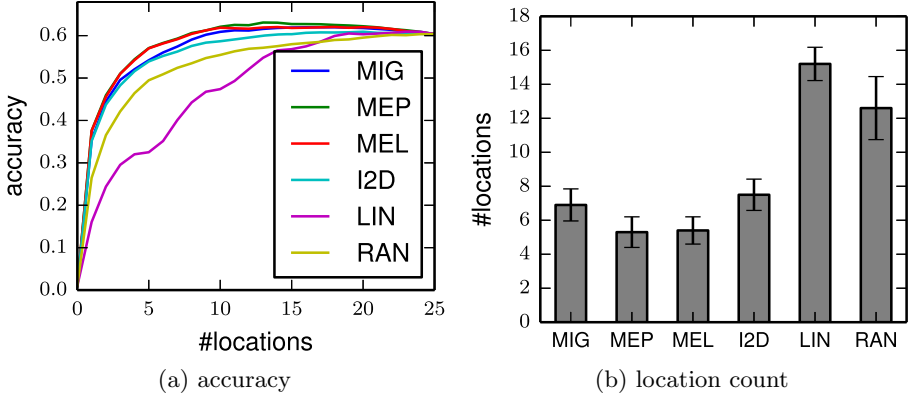 0.6
0.5
0.4
0.3
0.2
0.1
0.0
accuracy
0 5 10 15 20 25
#locations
MIG
MEP
MEL
I2D
LIN
RAN
(a) accuracy
18
16
14
12
10
8
6
4
2
0
#locations
MIG MEP MEL I2D LIN RAN
(b) location count